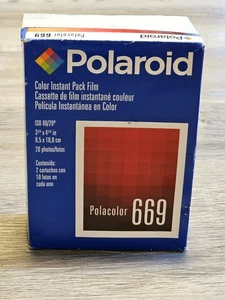 Polacolor 669
Polaroid
Color Instant Pack Film
Cassette de film instantané couleur
Película Instantánea en Color
ISO 80/20°
3¼ x 4¼ in
9,5 x 10,8 cm
20 photos/fotos
Contenido:
2 cartuchos con
10 fotos en
cada uno
Polacolor 669